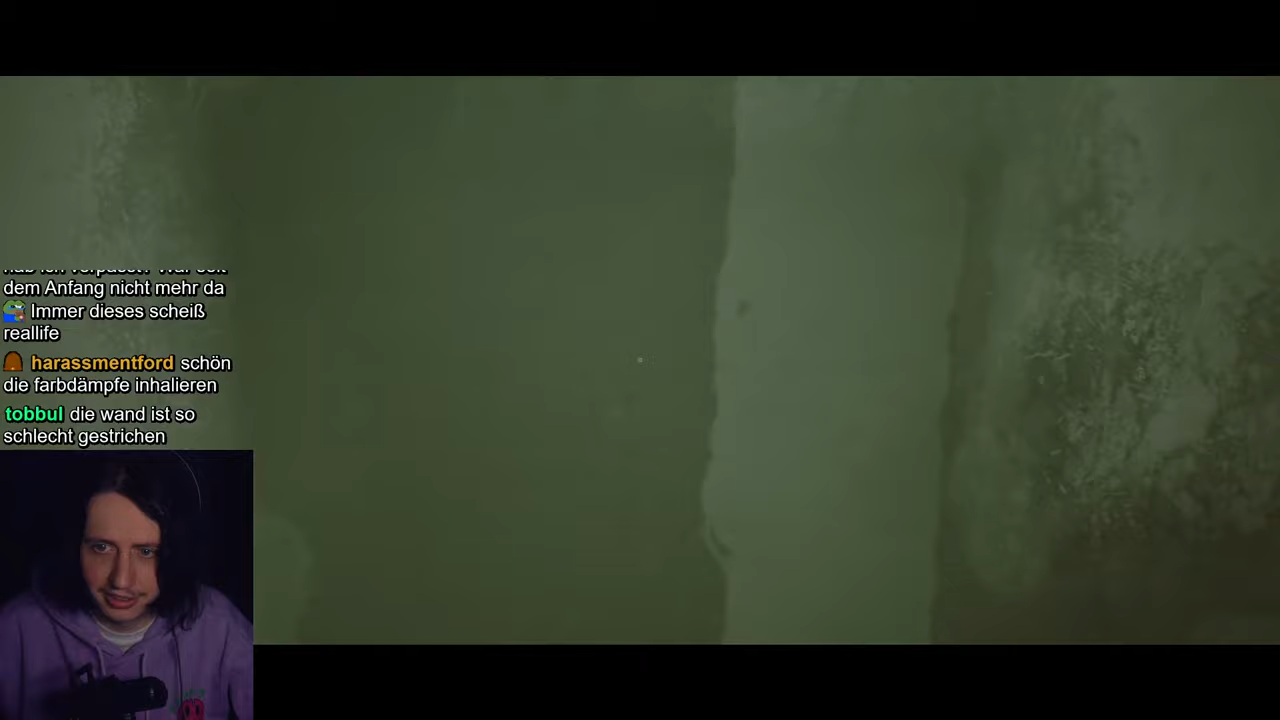 dem Anfang nicht mehr da
Immer dieses scheiß
reallife
harassmentford schön
die farbdämpfe inhalieren
tobbul die wand ist so
schlecht gestrichen